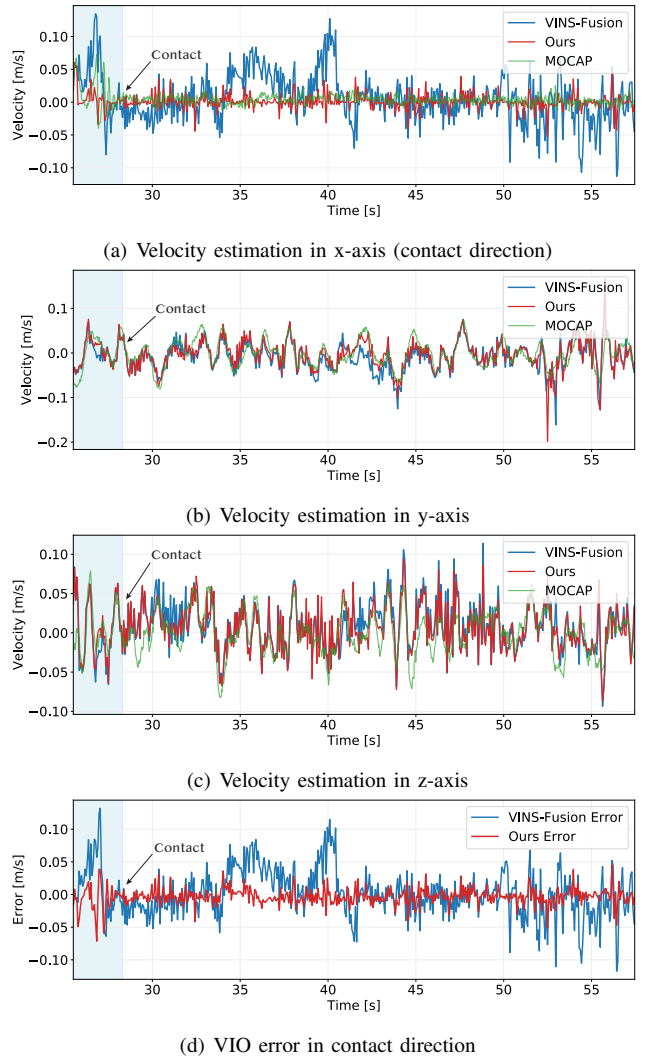 VINS-Fusion
Ours
MOCAP
Contact
Velocity [m/s]
0.10
0.05
0.00
−0.05
−0.10
30 35 40 45 50 55
Time [s]
(a) Velocity estimation in x-axis (contact direction)
VINS-Fusion
Ours
MOCAP
Contact
Velocity [m/s]
0.1
0.0
−0.1
−0.2
30 35 40 45 50 55
Time [s]
(b) Velocity estimation in y-axis
VINS-Fusion
Ours
MOCAP
Contact
Velocity [m/s]
0.10
0.05
0.00
−0.05
−0.10
30 35 40 45 50 55
Time [s]
(c) Velocity estimation in z-axis
VINS-Fusion Error
Ours Error
Contact
Error [m/s]
0.10
0.05
0.00
−0.05
−0.10
30 35 40 45 50 55
Time [s]
(d) VIO error in contact direction